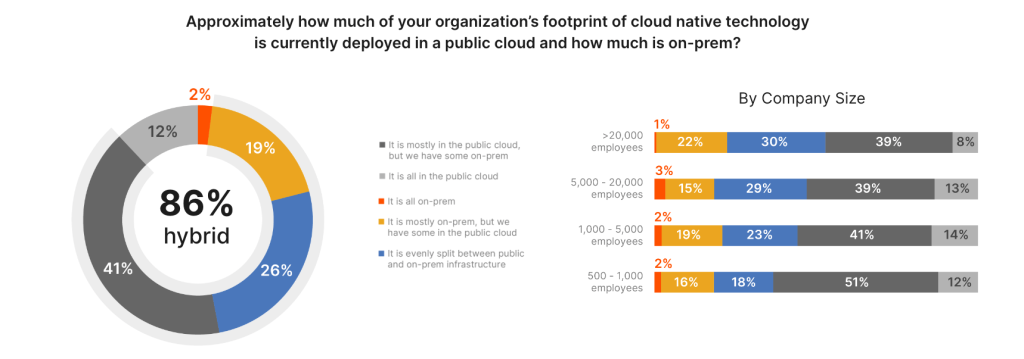 Approximately how much of your organization’s footprint of cloud native technology
is currently deployed in a public cloud and how much is on-prem?
2%
12%
19%
86%
hybrid
41%
26%
It is mostly in the public cloud,
but we have some on-prem
It is all in the public cloud
It is all on-prem
It is mostly on-prem, but we
have some in the public cloud
It is evenly split between public
and on-prem infrastructure
By Company Size
>20,000
employees
1%
22%
30%
39%
8%
5,000 - 20,000
employees
3%
15%
29%
39%
13%
1,000 - 5,000
employees
2%
19%
23%
41%
14%
500 - 1,000
employees
2%
16%
18%
51%
12%